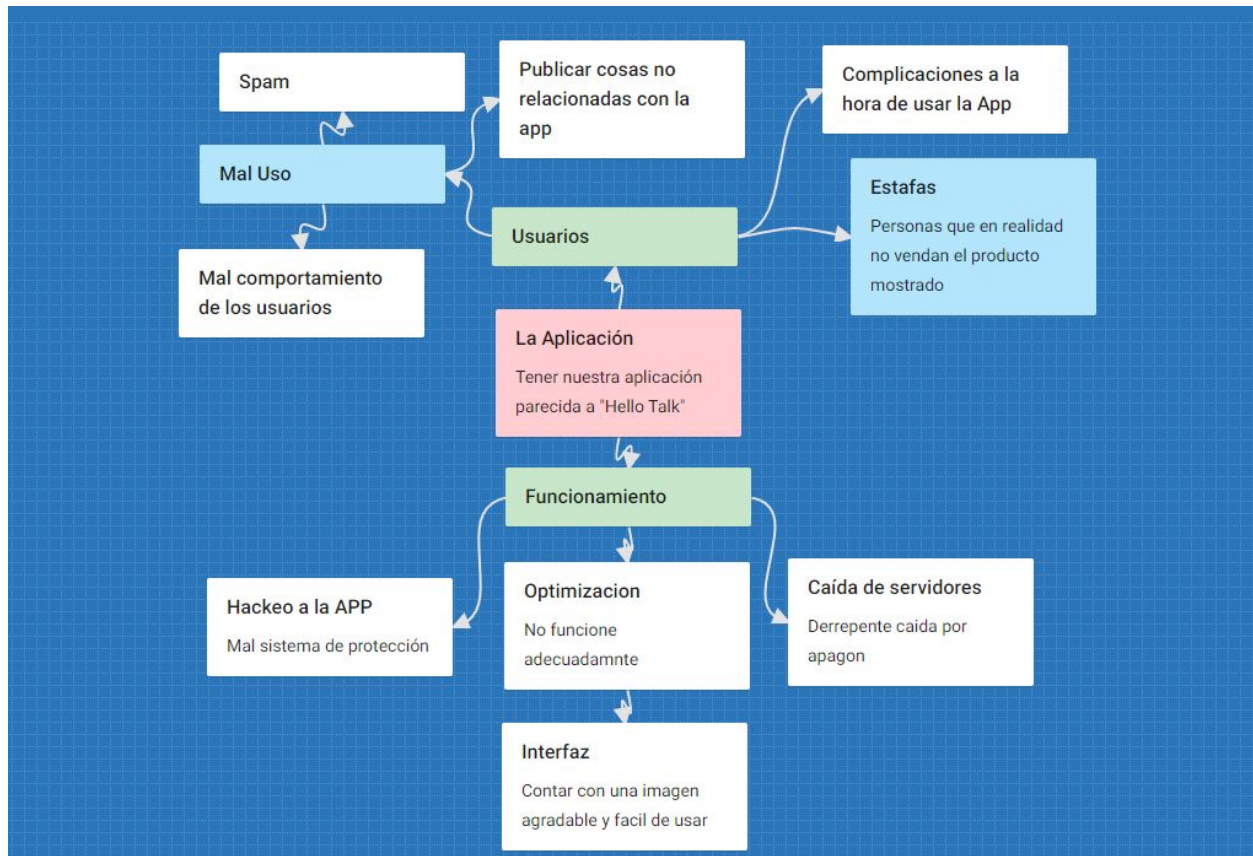 Spam
Publicar cosas no
relacionadas con la
app
Complicaciones a la
hora de usar la App
Mal Uso
Estafas
Personas que en realidad
no vendan el producto
mostrado
Usuarios
Mal comportamiento
de los usuarios
La Aplicación
Tener nuestra aplicación
parecida a "Hello Talk"
Funcionamiento
Hackeo a la APP
Mal sistema de protección
Optimizacion
No funcione
adecuadamnte
Caída de servidores
Derrepente caida por
apagon
Interfaz
Contar con una imagen
agradable y facil de usar